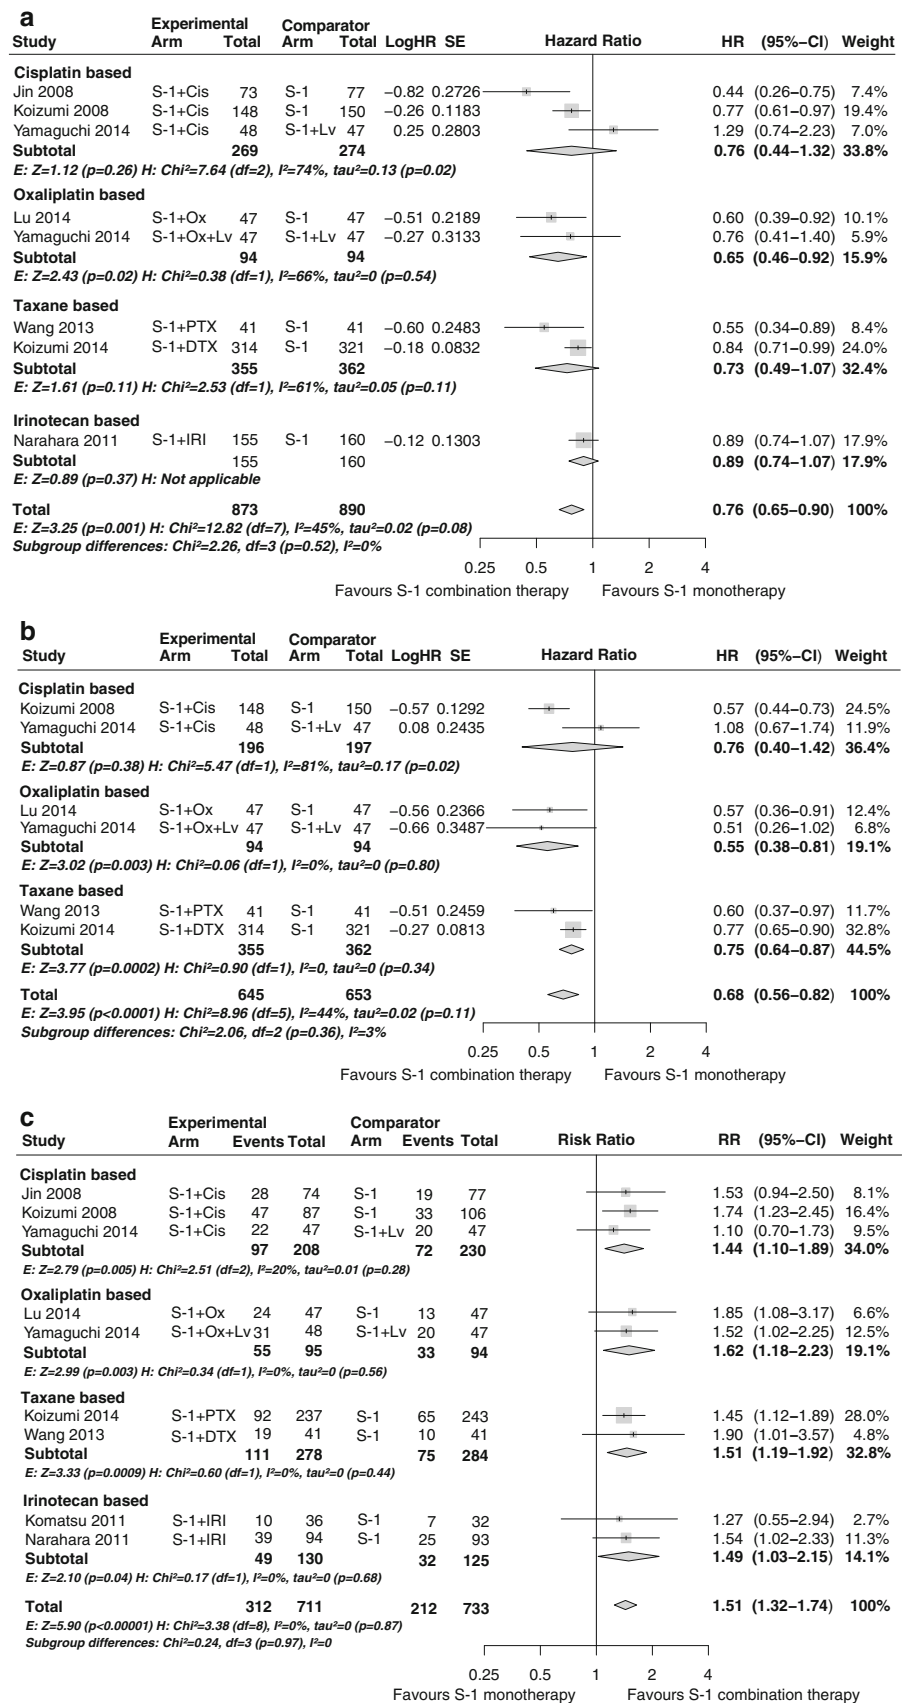 a
Experimental Comparator
Study Arm Total Arm Total LogHR SE Hazard Ratio HR (95%−CI) Weight
Cisplatin based
Jin 2008 S-1+Cis 73 S-1 77 −0.82 0.2726 0.44 (0.26−0.75) 7.4%
Koizumi 2008 S-1+Cis 148 S-1 150 −0.26 0.1183 0.77 (0.61−0.97) 19.4%
Yamaguchi 2014 S-1+Cis 48 S-1+Lv 47 0.25 0.2803 1.29 (0.74−2.23) 7.0%
Subtotal 269 274 0.76 (0.44−1.32) 33.8%
E: Z=1.12 (p=0.26) H: Chi²=7.64 (df=2), I²=74%, tau²=0.13 (p=0.02)
Oxaliplatin based
Lu 2014 S-1+Ox 47 S-1 47 −0.51 0.2189 0.60 (0.39−0.92) 10.1%
Yamaguchi 2014 S-1+Ox+Lv 47 S-1+Lv 47 −0.27 0.3133 0.76 (0.41−1.40) 5.9%
Subtotal 94 94 0.65 (0.46−0.92) 15.9%
E: Z=2.43 (p=0.02) H: Chi²=0.38 (df=1), I²=66%, tau²=0 (p=0.54)
Taxane based
Wang 2013 S-1+PTX 41 S-1 41 −0.60 0.2483 0.55 (0.34−0.89) 8.4%
Koizumi 2014 S-1+DTX 314 S-1 321 −0.18 0.0832 0.84 (0.71−0.99) 24.0%
Subtotal 355 362 0.73 (0.49−1.07) 32.4%
E: Z=1.61 (p=0.11) H: Chi²=2.53 (df=1), I²=61%, tau²=0.05 (p=0.11)
Irinotecan based
Narahara 2011 S-1+IRI 155 S-1 160 −0.12 0.1303 0.89 (0.74−1.07) 17.9%
Subtotal 155 160 0.89 (0.74−1.07) 17.9%
E: Z=0.89 (p=0.37) H: Not applicable
Total 873 890 0.76 (0.65−0.90) 100%
E: Z=3.25 (p=0.001) H: Chi²=12.82 (df=7), I²=45%, tau²=0.02 (p=0.08)
Subgroup differences: Chi²=2.26, df=3 (p=0.52), I²=0%
0.25 0.5 1 2 4
Favours S-1 combination therapy Favours S-1 monotherapy
b
Experimental Comparator
Study Arm Total Arm Total LogHR SE Hazard Ratio HR (95%−CI) Weight
Cisplatin based
Koizumi 2008 S-1+Cis 148 S-1 150 −0.57 0.1292 0.57 (0.44−0.73) 24.5%
Yamaguchi 2014 S-1+Cis 48 S-1+Lv 47 0.08 0.2435 1.08 (0.67−1.74) 11.9%
Subtotal 196 197 0.76 (0.40−1.42) 36.4%
E: Z=0.87 (p=0.38) H: Chi²=5.47 (df=1), I²=81%, tau²=0.17 (p=0.02)
Oxaliplatin based
Lu 2014 S-1+Ox 47 S-1 47 −0.56 0.2366 0.57 (0.36−0.91) 12.4%
Yamaguchi 2014 S-1+Ox+Lv 47 S-1+Lv 47 −0.66 0.3487 0.51 (0.26−1.02) 6.8%
Subtotal 94 94 0.55 (0.38−0.81) 19.1%
E: Z=3.02 (p=0.003) H: Chi²=0.06 (df=1), I²=0%, tau²=0 (p=0.80)
Taxane based
Wang 2013 S-1+PTX 41 S-1 41 −0.51 0.2459 0.60 (0.37−0.97) 11.7%
Koizumi 2014 S-1+DTX 314 S-1 321 −0.27 0.0813 0.77 (0.65−0.90) 32.8%
Subtotal 355 362 0.75 (0.64−0.87) 44.5%
E: Z=3.77 (p=0.0002) H: Chi²=0.90 (df=1), I²=0, tau²=0 (p=0.34)
Total 645 653 0.68 (0.56−0.82) 100%
E: Z=3.95 (p<0.0001) H: Chi²=8.96 (df=5), I²=44%, tau²=0.02 (p=0.11)
Subgroup differences: Chi²=2.06, df=2 (p=0.36), I²=3%
0.25 0.5 1 2 4
Favours S-1 combination therapy Favours S-1 monotherapy
c
Experimental Comparator
Study Arm Events Total Arm Events Total Risk Ratio RR (95%−CI) Weight
Cisplatin based
Jin 2008 S-1+Cis 28 74 S-1 19 77 1.53 (0.94−2.50) 8.1%
Koizumi 2008 S-1+Cis 47 87 S-1 33 106 1.74 (1.23−2.45) 16.4%
Yamaguchi 2014 S-1+Cis 22 47 S-1+Lv 20 47 1.10 (0.70−1.73) 9.5%
Subtotal 97 208 72 230 1.44 (1.10−1.89) 34.0%
E: Z=2.79 (p=0.005) H: Chi²=2.51 (df=2), I²=20%, tau²=0.01 (p=0.28)
Oxaliplatin based
Lu 2014 S-1+Ox 24 47 S-1 13 47 1.85 (1.08−3.17) 6.6%
Yamaguchi 2014 S-1+Ox+Lv 31 48 S-1+Lv 20 47 1.52 (1.02−2.25) 12.5%
Subtotal 55 95 33 94 1.62 (1.18−2.23) 19.1%
E: Z=2.99 (p=0.003) H: Chi²=0.34 (df=1), I²=0%, tau²=0 (p=0.56)
Taxane based
Koizumi 2014 S-1+PTX 92 237 S-1 65 243 1.45 (1.12−1.89) 28.0%
Wang 2013 S-1+DTX 19 41 S-1 10 41 1.90 (1.01−3.57) 4.8%
Subtotal 111 278 75 284 1.51 (1.19−1.92) 32.8%
E: Z=3.33 (p=0.0009) H: Chi²=0.60 (df=1), I²=0%, tau²=0 (p=0.44)
Irinotecan based
Komatsu 2011 S-1+IRI 10 36 S-1 7 32 1.27 (0.55−2.94) 2.7%
Narahara 2011 S-1+IRI 39 94 S-1 25 93 1.54 (1.02−2.33) 11.3%
Subtotal 49 130 32 125 1.49 (1.03−2.15) 14.1%
E: Z=2.10 (p=0.04) H: Chi²=0.17 (df=1), I²=0%, tau²=0 (p=0.68)
Total 312 711 212 733 1.51 (1.32−1.74) 100%
E: Z=5.90 (p<0.00001) H: Chi²=3.38 (df=8), I²=0%, tau²=0 (p=0.87)
Subgroup differences: Chi²=0.24, df=3 (p=0.97), I²=0
0.25 0.5 1 2 4
Favours S-1 monotherapy Favours S-1 combination therapy